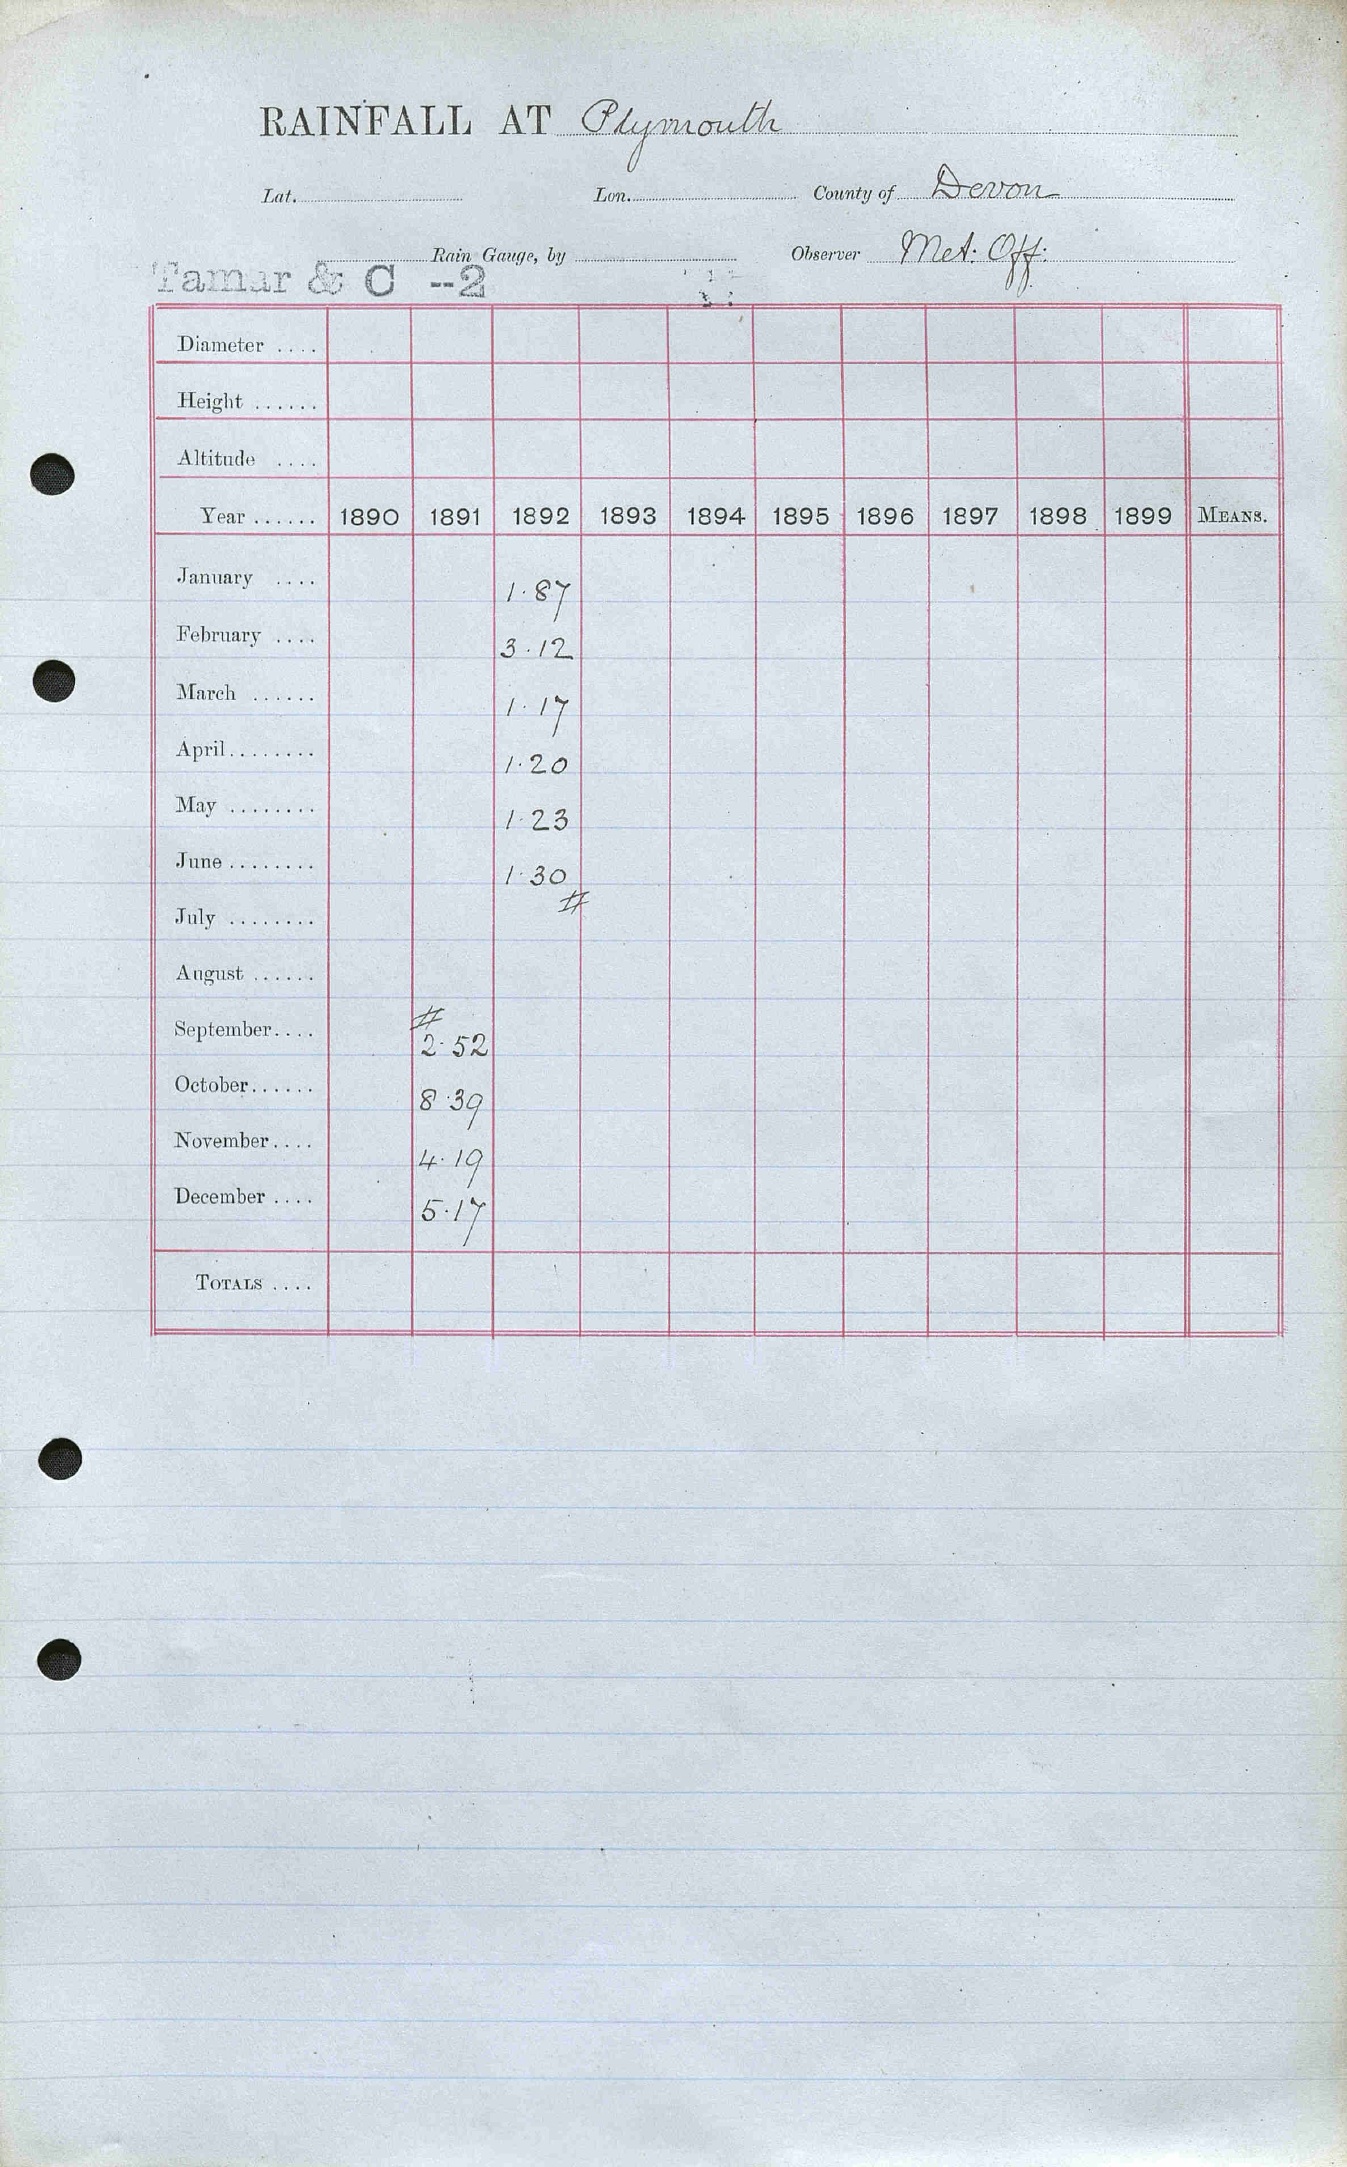 RAINFALL AT Plymouth
Lat. Lon. County of Devon
Rain Gauge, by Observer Met. Off.
Tamar & C --2
Diameter ....
Height ......
Altitude ....
Year ...... 1890 1891 1892 1893 1894 1895 1896 1897 1898 1899 MEANS.
January .... 1.87
February .... 3.12
March ...... 1.17
April........ 1.20
May ........ 1.23
June ........ 1.30
#
July ........
August ......
#
September.... 2.52
October...... 8.39
November.... 4.19
December .... 5.17
TOTALS ....